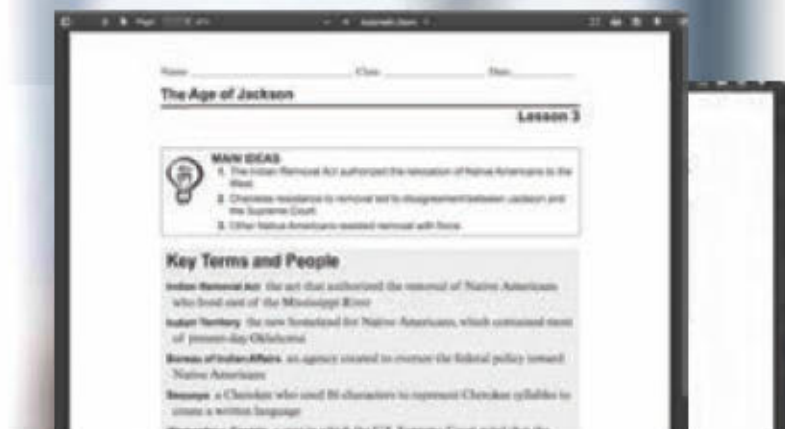 Page
Name Class Date
The Age of Jackson
Lesson 3
MAIN IDEAS
1. The Indian Removal Act authorized the relocation of Native Americans to the
West.
2. Cherokee resistance to removal led to disagreement between Jackson and
the Supreme Court.
3. Other Native Americans resisted removal with force.
Key Terms and People
Indian Removal Act the act that authorized the removal of Native Americans
who lived east of the Mississippi River
Indian Territory the new homeland for Native Americans, which contained most
of present-day Oklahoma
Bureau of Indian Affairs an agency created to oversee the federal policy toward
Native Americans
Sequoya a Cherokee who used 86 characters to represent Cherokee syllables to
create a written language